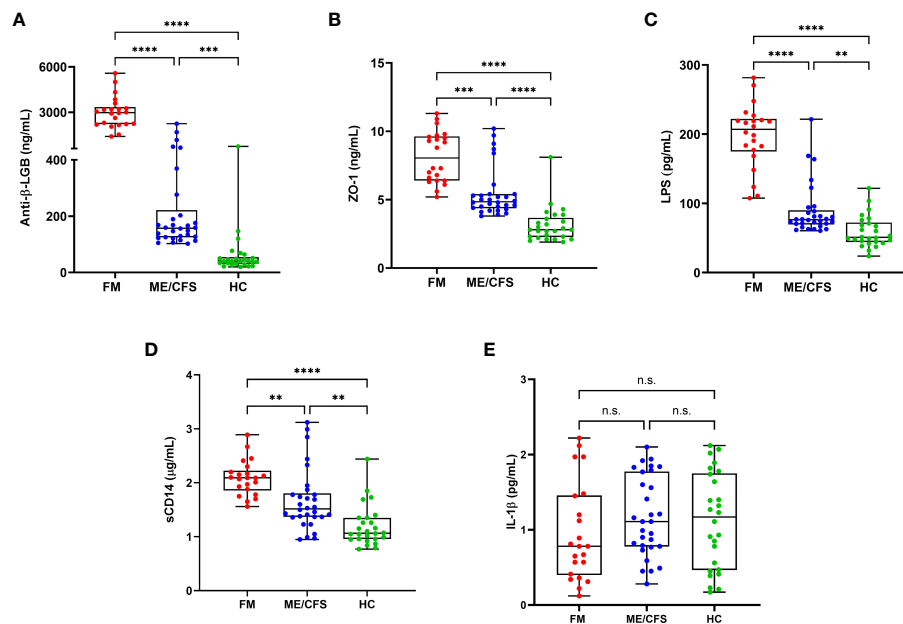 A
****
**** ***
Anti-β-LGB (ng/mL)
6000
3000
400
200
0
FM ME/CFS HC
B
****
*** ****
ZO-1 (ng/mL)
15
10
5
0
FM ME/CFS HC
C
****
**** **
LPS (pg/mL)
300
200
100
0
FM ME/CFS HC
D
****
** **
sCD14 (μg/mL)
4
3
2
1
0
FM ME/CFS HC
E
n.s.
n.s. n.s.
IL-1β (pg/mL)
3
2
1
0
FM ME/CFS HC